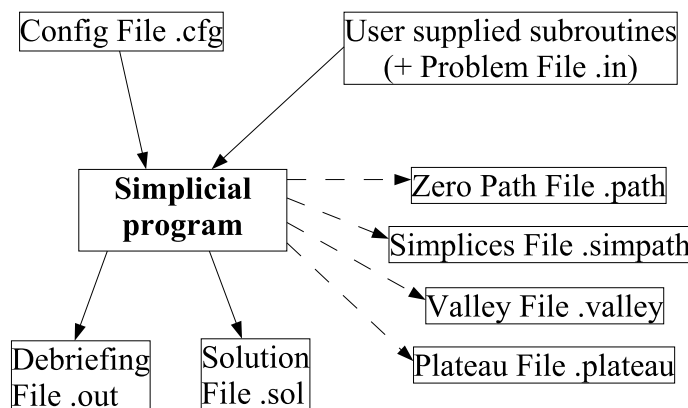 Config File .cfg
User supplied subroutines
(+ Problem File .in)
Simplicial
program
Zero Path File .path
Simplices File .simpath
Valley File .valley
Plateau File .plateau
Debriefing
File .out
Solution
File .sol